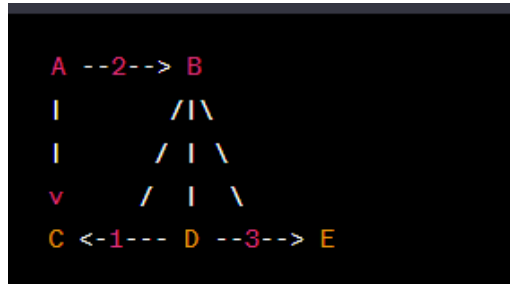 A --2--> B
|       /|\
|      / | \
v     /  |  \
C <-1--- D --3--> E